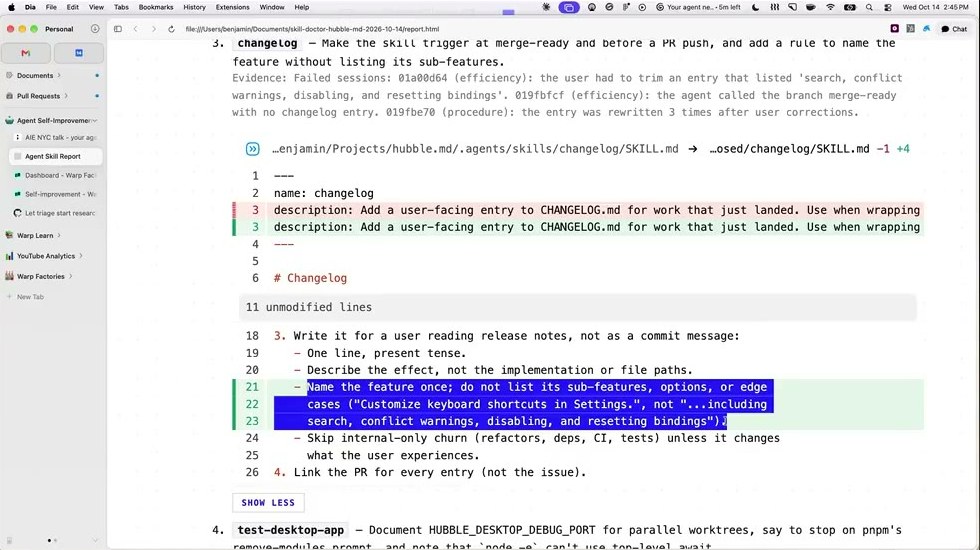 Dia File Edit View Tabs Bookmarks History Extensions Window Help
Your agent ne... · 5m left
Wed Oct 14 2:45 PM
Personal
file:///Users/benjamin/Documents/skill-doctor-hubble-md-2026-10-14/report.html
Chat
Documents
Pull Requests
Agent Self-Improvemen
AIE NYC talk – your age
Agent Skill Report
Dashboard - Warp Fac
Self-improvement - Wa
Let triage start researc
Warp Learn
YouTube Analytics
Warp Factories
+ New Tab
3. changelog — Make the skill trigger at merge-ready and before a PR push, and add a rule to name the
feature without listing its sub-features.
Evidence: Failed sessions: 01a00d64 (efficiency): the user had to trim an entry that listed 'search, conflict
warnings, disabling, and resetting bindings'. 019fbfcf (efficiency): the agent called the branch merge-ready
with no changelog entry. 019fbe70 (procedure): the entry was rewritten 3 times after user corrections.
…enjamin/Projects/hubble.md/.agents/skills/changelog/SKILL.md → …osed/changelog/SKILL.md -1 +4
1 ---
2 name: changelog
3 description: Add a user-facing entry to CHANGELOG.md for work that just landed. Use when wrapping
3 description: Add a user-facing entry to CHANGELOG.md for work that just landed. Use when wrapping
4 ---
5
6 # Changelog
11 unmodified lines
18 3. Write it for a user reading release notes, not as a commit message:
19 - One line, present tense.
20 - Describe the effect, not the implementation or file paths.
21 - Name the feature once; do not list its sub-features, options, or edge
22 cases ("Customize keyboard shortcuts in Settings.", not "...including
23 search, conflict warnings, disabling, and resetting bindings").
24 - Skip internal-only churn (refactors, deps, CI, tests) unless it changes
25 what the user experiences.
26 4. Link the PR for every entry (not the issue).
SHOW LESS
4. test-desktop-app — Document HUBBLE_DESKTOP_DEBUG_PORT for parallel worktrees, say to stop on pnpm's
remove-modules prompt, and note that `node -e` can't use top-level await.